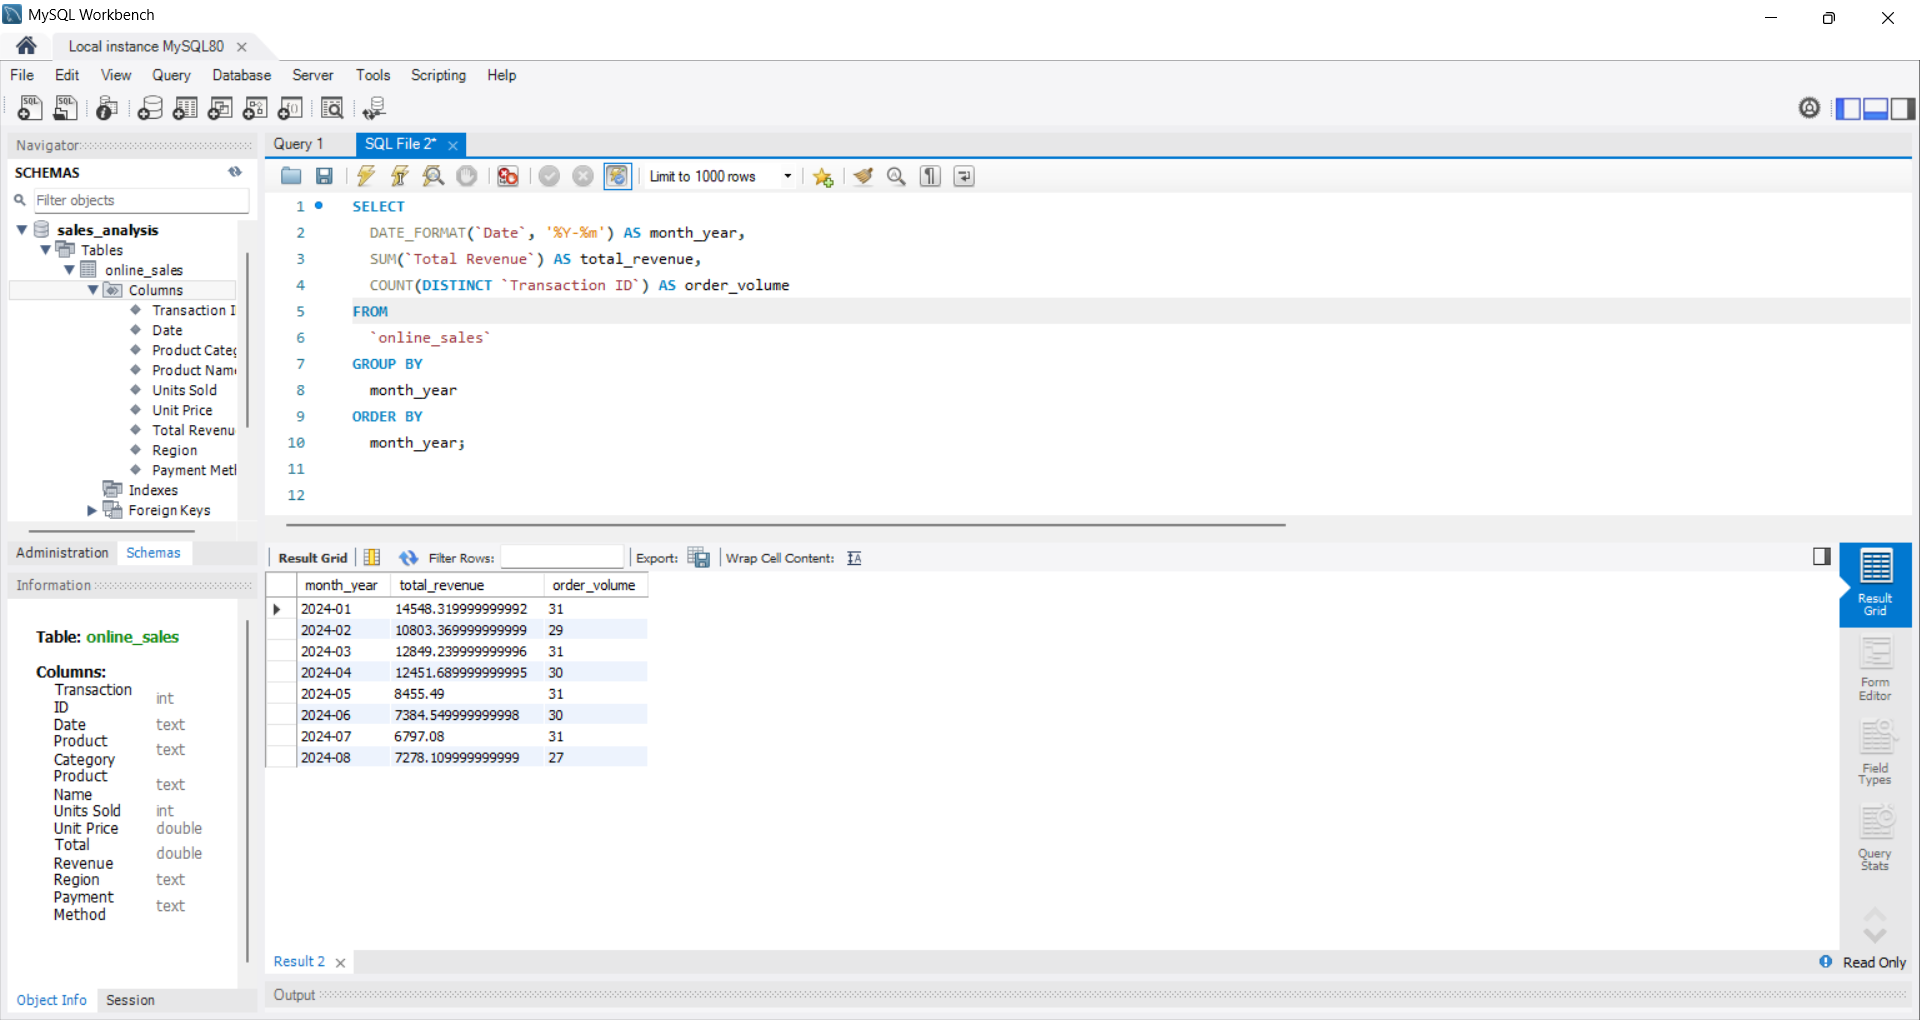 MySQL Workbench
Local instance MySQL80
File Edit View Query Database Server Tools Scripting Help
Navigator
SCHEMAS
Filter objects
sales_analysis
Tables
online_sales
Columns
Transaction I
Date
Product Categ
Product Nam
Units Sold
Unit Price
Total Revenu
Region
Payment Met
Indexes
Foreign Keys
Administration Schemas
Information
Table: online_sales
Columns:
Transaction ID int
Date text
Product Category text
Product Name text
Units Sold int
Unit Price double
Total Revenue double
Region text
Payment Method text
Object Info Session
Query 1 SQL File 2*
Limit to 1000 rows
1 SELECT
2 DATE_FORMAT(`Date`, '%Y-%m') AS month_year,
3 SUM(`Total Revenue`) AS total_revenue,
4 COUNT(DISTINCT `Transaction ID`) AS order_volume
5 FROM
6 `online_sales`
7 GROUP BY
8 month_year
9 ORDER BY
10 month_year;
11
12
Result Grid Filter Rows: Export: Wrap Cell Content:
month_year total_revenue order_volume
2024-01 14548.319999999992 31
2024-02 10803.369999999999 29
2024-03 12849.239999999996 31
2024-04 12451.689999999995 30
2024-05 8455.49 31
2024-06 7384.549999999998 30
2024-07 6797.08 31
2024-08 7278.109999999999 27
Result Grid
Form Editor
Field Types
Query Stats
Result 2
Read Only
Output